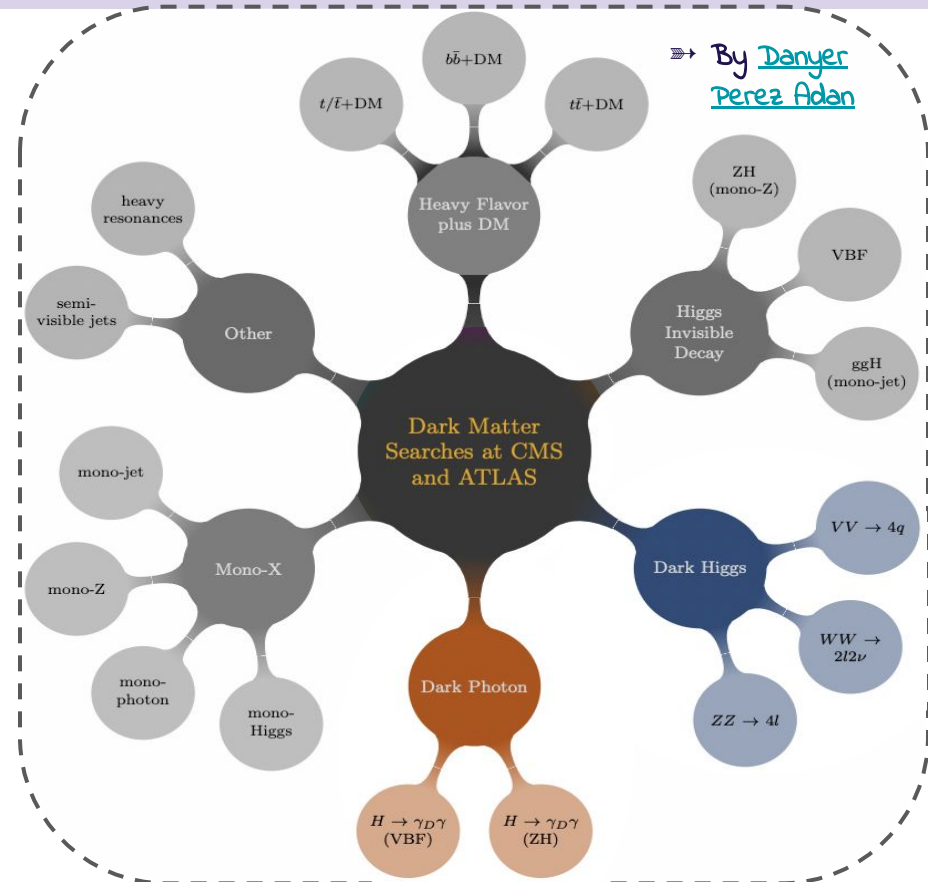 ➳ By Danyer
Perez Adan
t/t̄+DM
bb̄+DM
tt̄+DM
Heavy Flavor
plus DM
ZH
(mono-Z)
VBF
ggH
(mono-jet)
Higgs
Invisible
Decay
heavy
resonances
semi-
visible jets
Other
Dark Matter
Searches at CMS
and ATLAS
mono-jet
mono-Z
mono-
photon
mono-
Higgs
Mono-X
Dark Higgs
VV → 4q
WW →
2l2ν
ZZ → 4l
Dark Photon
H → γ_Dγ
(VBF)
H → γ_Dγ
(ZH)